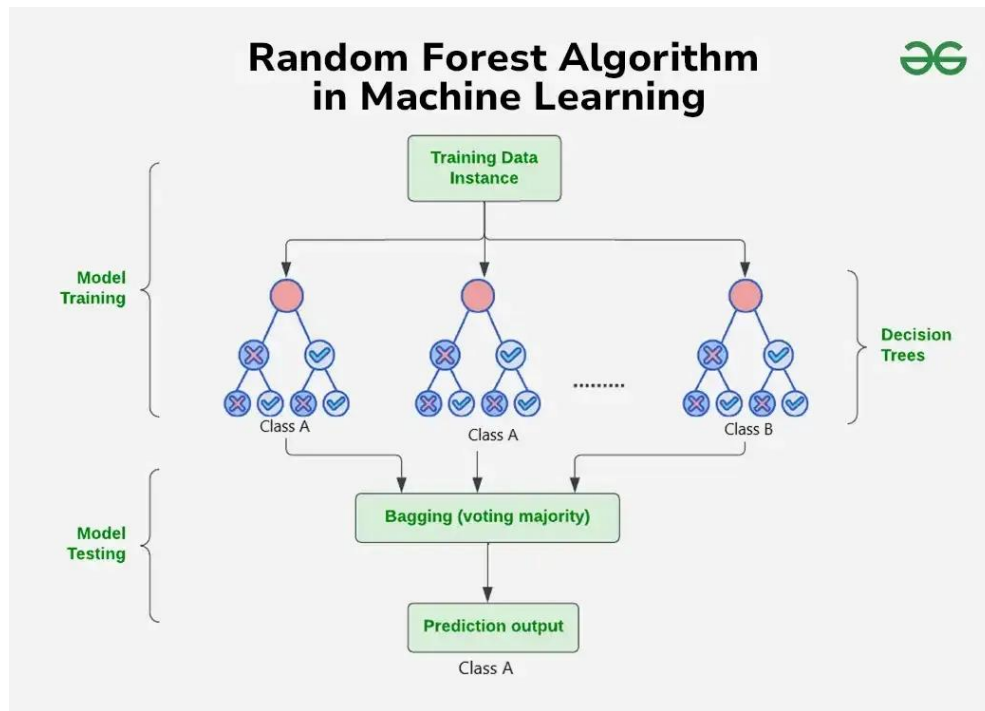 Random Forest Algorithm
in Machine Learning
Training Data
Instance
Model
Training
Decision
Trees
.........
Class A
Class A
Class B
Bagging (voting majority)
Model
Testing
Prediction output
Class A